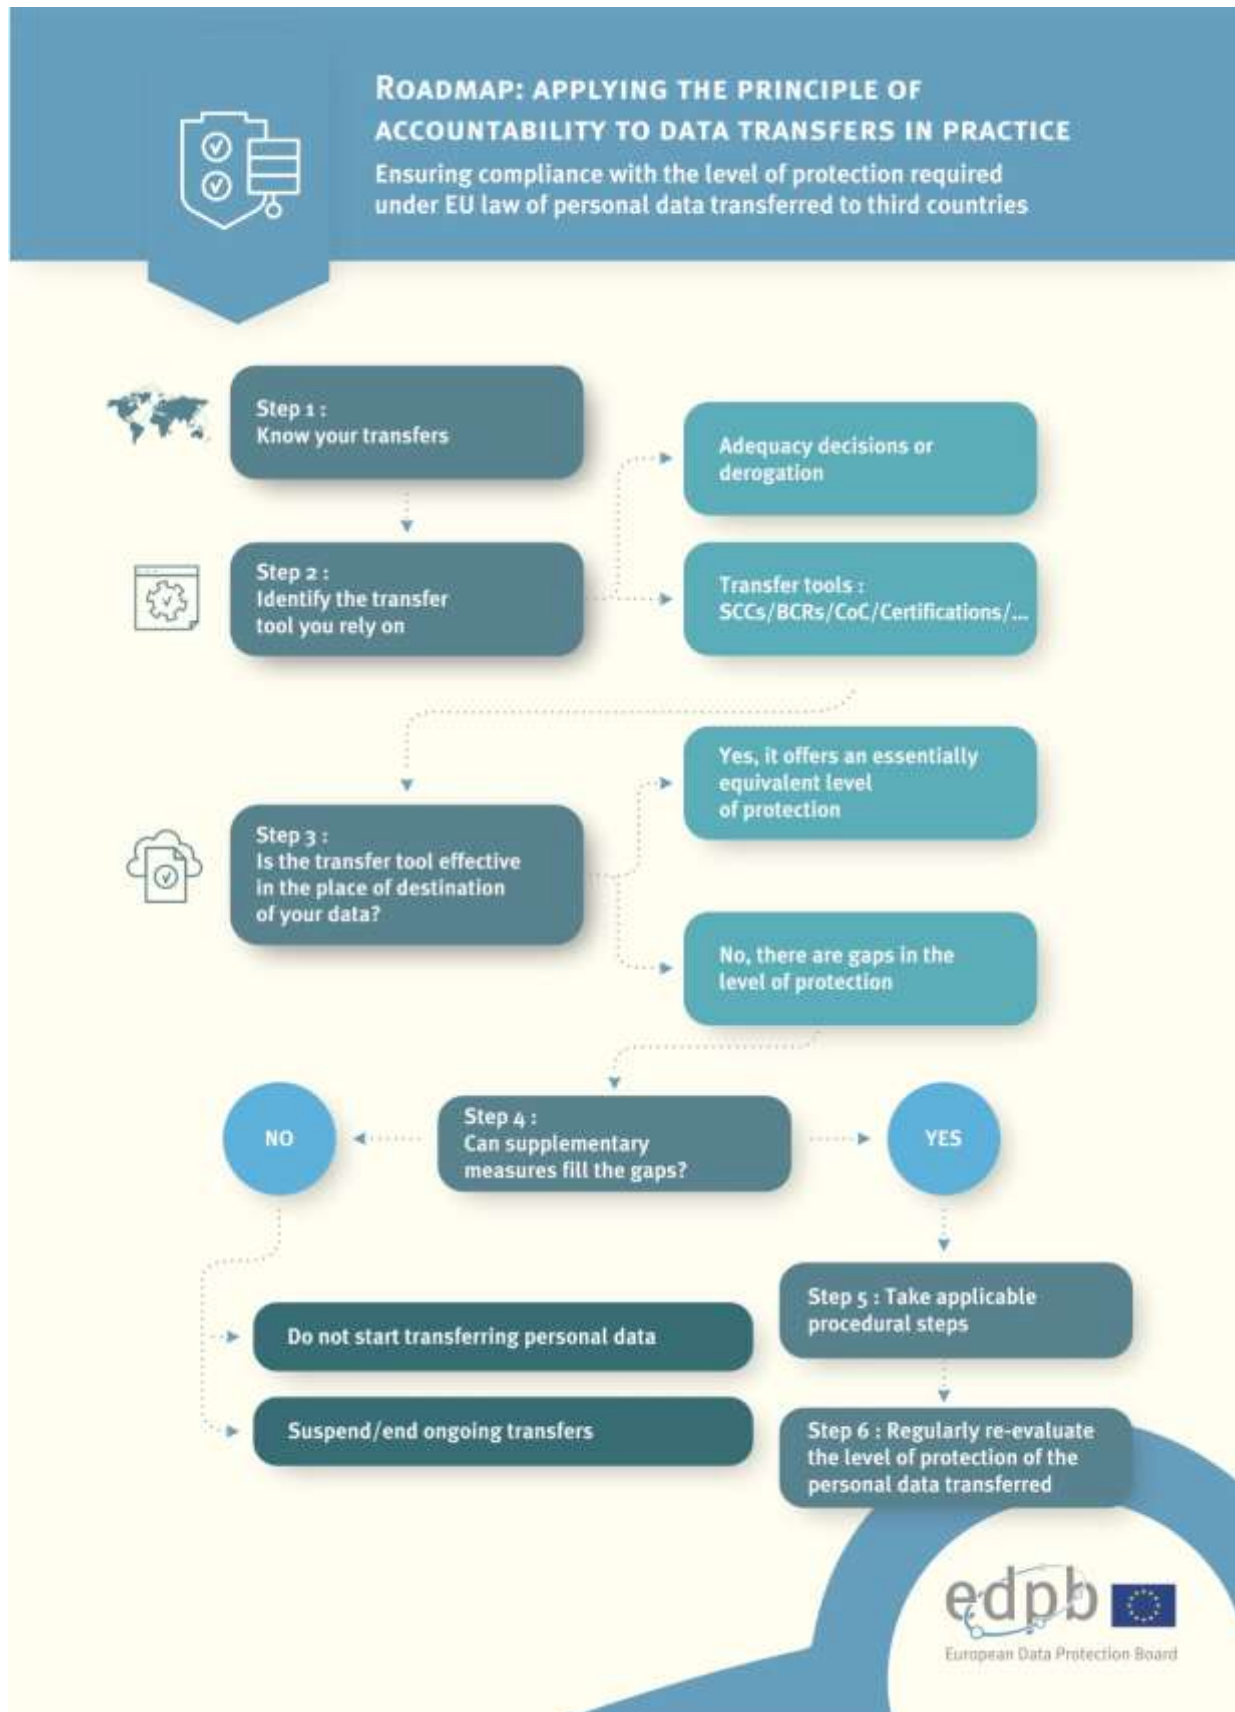 ROADMAP: APPLYING THE PRINCIPLE OF
ACCOUNTABILITY TO DATA TRANSFERS IN PRACTICE
Ensuring compliance with the level of protection required
under EU law of personal data transferred to third countries
Step 1 :
Know your transfers
Adequacy decisions or
derogation
Step 2 :
Identify the transfer
tool you rely on
Transfer tools :
SCCs/BCRs/CoC/Certifications/...
Yes, it offers an essentially
equivalent level
of protection
Step 3 :
Is the transfer tool effective
in the place of destination
of your data?
No, there are gaps in the
level of protection
NO
Step 4 :
Can supplementary
measures fill the gaps?
YES
Step 5 : Take applicable
procedural steps
Do not start transferring personal data
Suspend/end ongoing transfers
Step 6 : Regularly re-evaluate
the level of protection of the
personal data transferred
edpb
European Data Protection Board